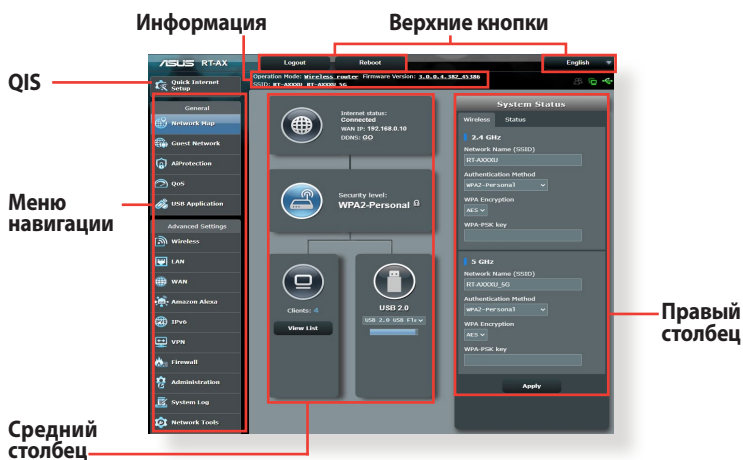 Информация
Верхние кнопки
QIS
Меню
навигации
Средний
столбец
Правый
столбец
/SUS RT-AX
Logout
Reboot
English
Quick Internet
Setup
Operation Mode: Wireless router Firmware Version: 3.0.0.4.382_45386
SSID: RT-AXXXU RT-AXXXU_5G
General
Network Map
Guest Network
AiProtection
QoS
USB Application
Advanced Settings
Wireless
LAN
WAN
Amazon Alexa
IPv6
VPN
Firewall
Administration
System Log
Network Tools
Internet status:
Connected
WAN IP: 192.168.0.10
DDNS: GO
Security level:
WPA2-Personal
Clients: 4
View List
USB 2.0
USB 2.0 USB Fl
System Status
Wireless
Status
2.4 GHz
Network Name (SSID)
RT-AXXXU
Authentication Method
WPA2-Personal
WPA Encryption
AES
WPA-PSK key
5 GHz
Network Name (SSID)
RT-AXXXU_5G
Authentication Method
WPA2-Personal
WPA Encryption
AES
WPA-PSK key
Apply